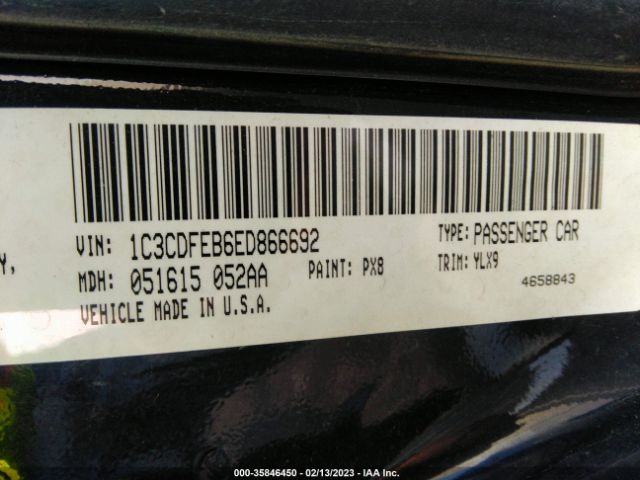 VIN: 1C3CDFEB6ED866692 TYPE: PASSENGER CAR
Y,
MDH: 051615 052AA PAINT: PX8 TRIM: YLX9
4658843
VEHICLE MADE IN U.S.A.
000-35846450 - 02/13/2023 - IAA Inc.